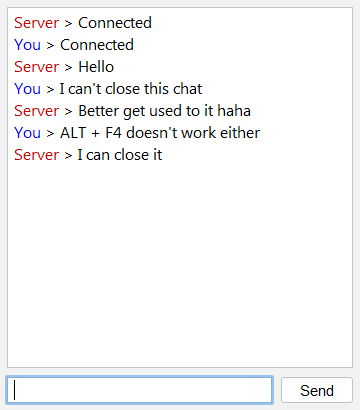 Server > Connected
You > Connected
Server > Hello
You > I can't close this chat
Server > Better get used to it haha
You > ALT + F4 doesn't work either
Server > I can close it
Send